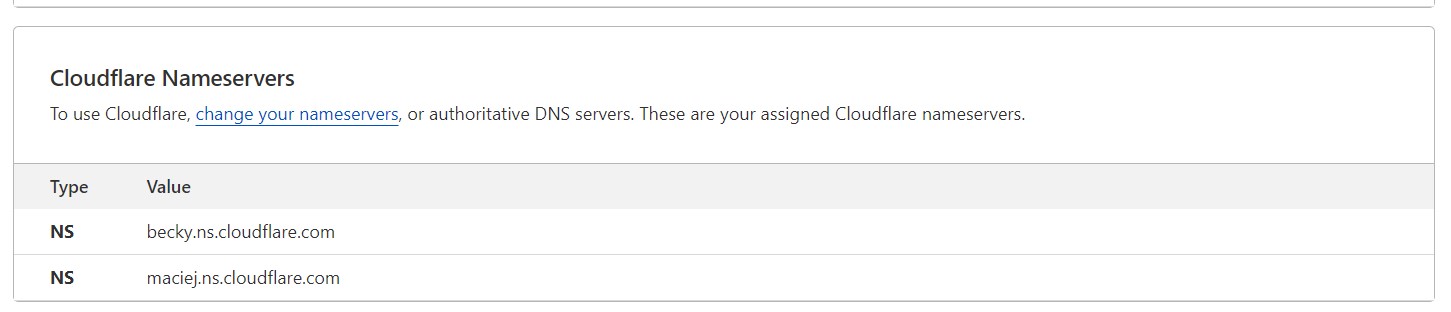 Cloudflare Nameservers
To use Cloudflare, change your nameservers, or authoritative DNS servers. These are your assigned Cloudflare nameservers.
Type Value
NS becky.ns.cloudflare.com
NS maciej.ns.cloudflare.com